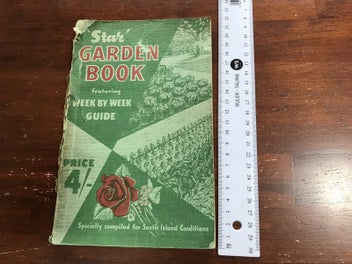 'Star'
GARDEN
BOOK
featuring
WEEK BY WEEK
GUIDE
PRICE
4/-
Specially compiled for South Island Conditions